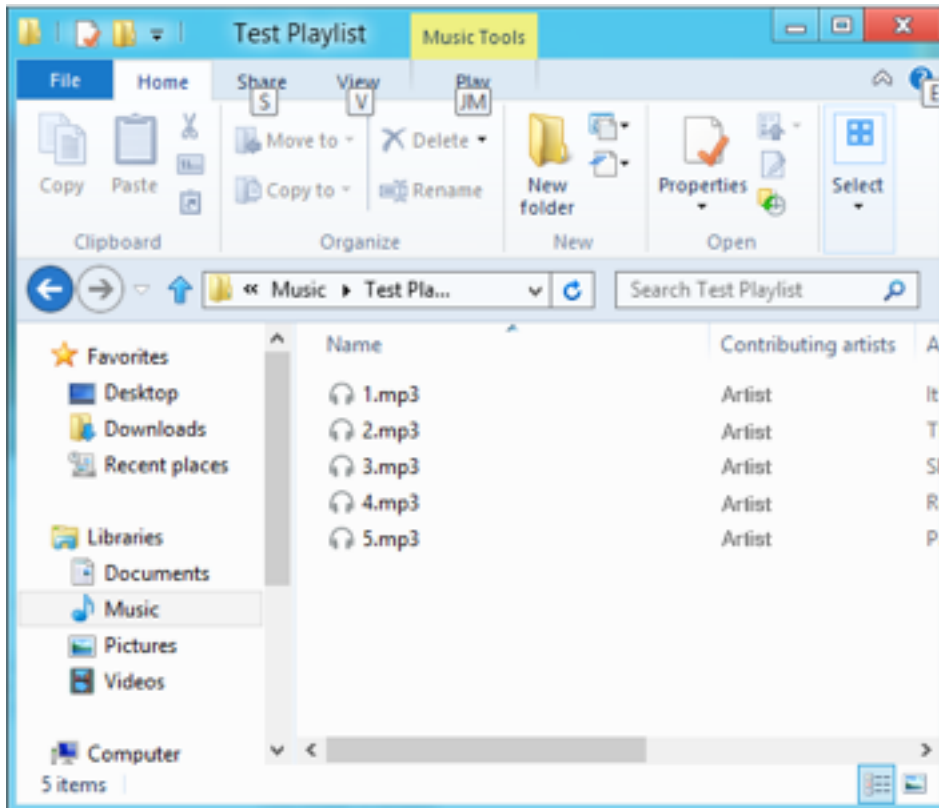 Test Playlist Music Tools
File Home Share View Play
S V JM E
Move to Delete
Copy Paste Copy to Rename New folder Properties Select
Clipboard Organize New Open
« Music Test Pla... Search Test Playlist
Name Contributing artists A
Favorites
Desktop 1.mp3 Artist It
Downloads 2.mp3 Artist T
Recent places 3.mp3 Artist
4.mp3 Artist R
Libraries 5.mp3 Artist P
Documents
Music
Pictures
Videos
Computer
5 items